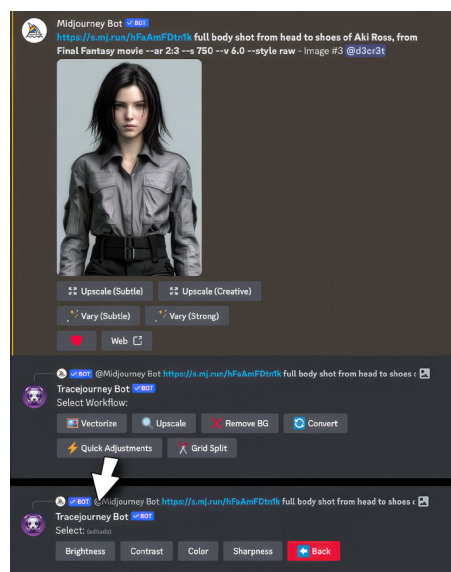 Midjourney Bot ✓ BOT
https://s.mj.run/hFaAmFDtn1k full body shot from head to shoes of Aki Ross, from
Final Fantasy movie --ar 2:3 --s 750 --v 6.0 --style raw - Image #3 @d3cr3t
Upscale (Subtle) Upscale (Creative)
Vary (Subtle) Vary (Strong)
Web
✓ BOT @Midjourney Bot https://s.mj.run/hFaAmFDtn1k full body shot from head to shoes
Tracejourney Bot ✓ BOT
Select Workflow:
Vectorize Upscale Remove BG Convert
Quick Adjustments Grid Split
✓ BOT @Midjourney Bot https://s.mj.run/hFaAmFDtn1k full body shot from head to shoes
Tracejourney Bot ✓ BOT
Select: (editado)
Brightness Contrast Color Sharpness Back